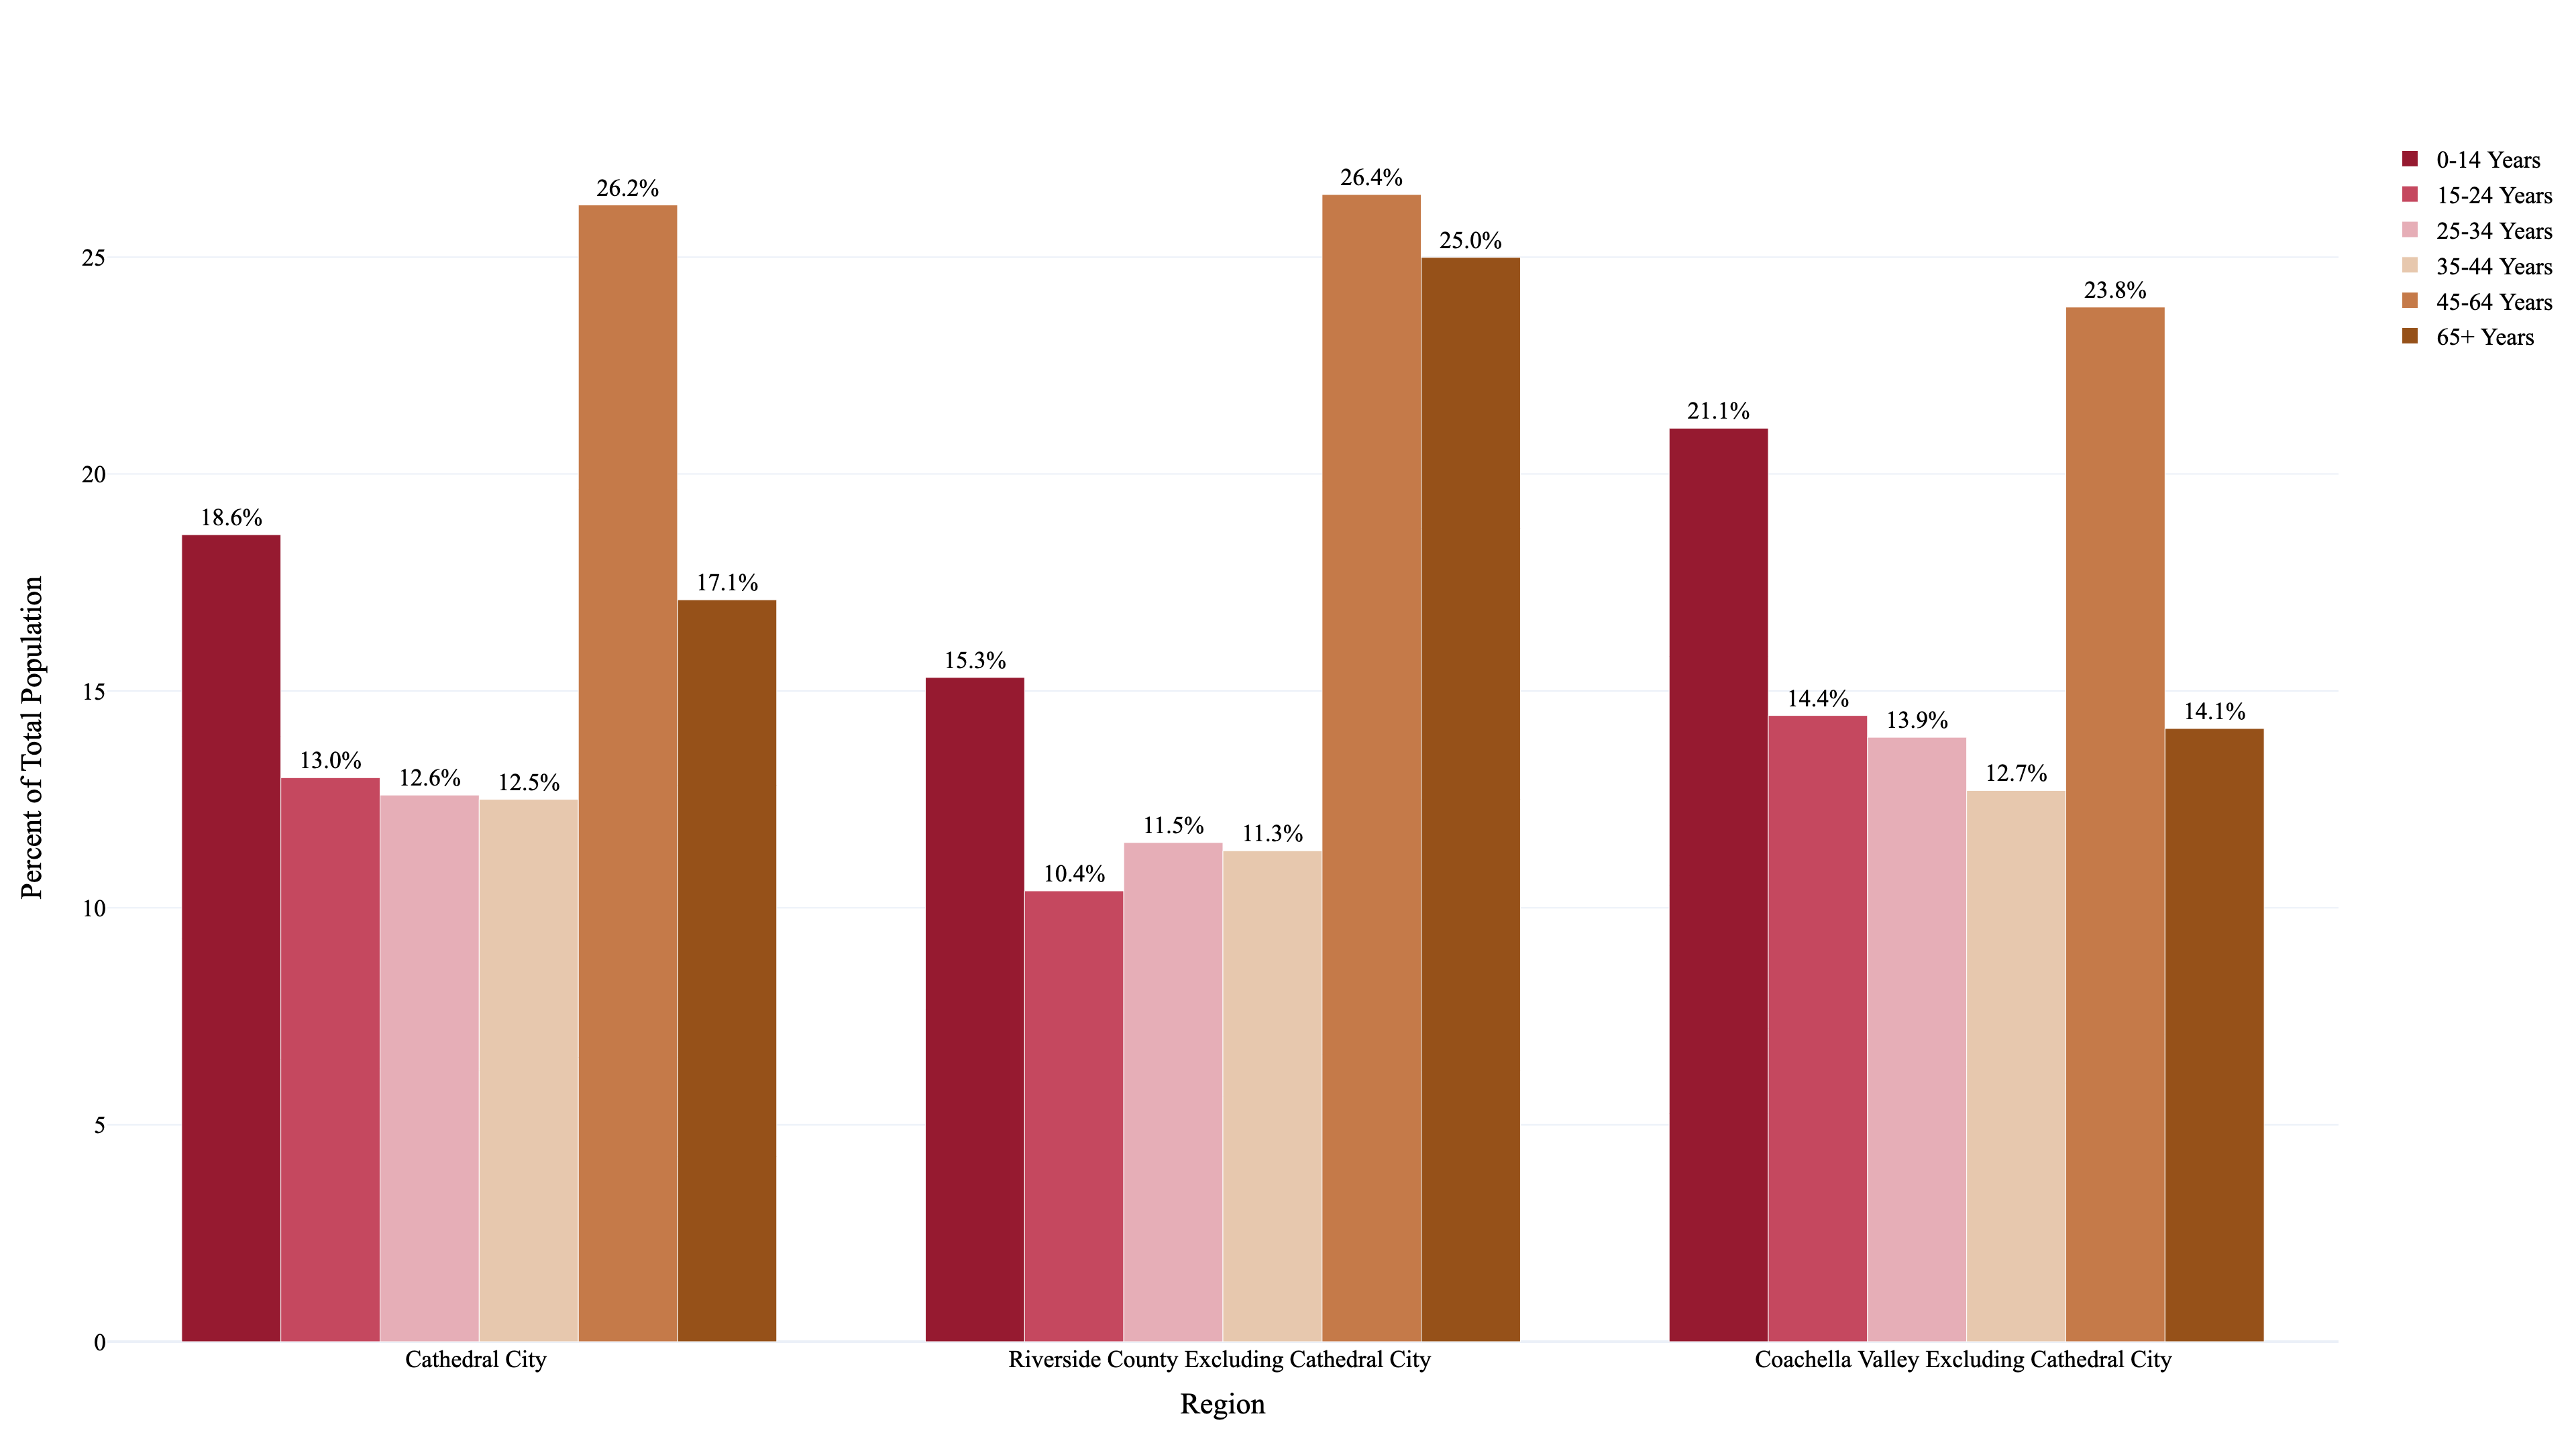 0-14 Years
15-24 Years
25-34 Years
35-44 Years
45-64 Years
65+ Years
Percent of Total Population
25
20
15
10
5
0
18.6%
13.0%
12.6%
12.5%
26.2%
17.1%
15.3%
10.4%
11.5%
11.3%
26.4%
25.0%
21.1%
14.4%
13.9%
12.7%
23.8%
14.1%
Cathedral City
Riverside County Excluding Cathedral City
Coachella Valley Excluding Cathedral City
Region